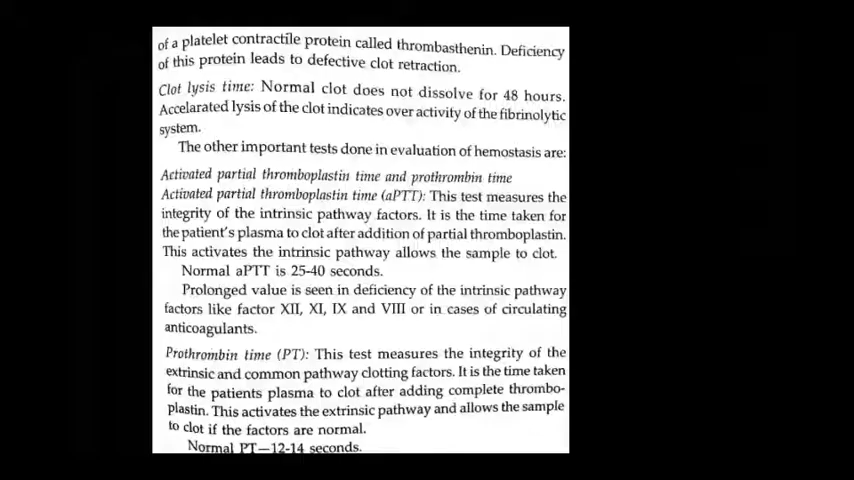 of a platelet contractile protein called thrombasthenin. Deficiency
of this protein leads to defective clot retraction.
Clot lysis time: Normal clot does not dissolve for 48 hours.
Accelarated lysis of the clot indicates over activity of the fibrinolytic
system.
The other important tests done in evaluation of hemostasis are:
Activated partial thromboplastin time and prothrombin time
Activated partial thromboplastin time (aPTT): This test measures the
integrity of the intrinsic pathway factors. It is the time taken for
the patient's plasma to clot after addition of partial thromboplastin.
This activates the intrinsic pathway allows the sample to clot.
Normal aPTT is 25-40 seconds.
Prolonged value is seen in deficiency of the intrinsic pathway
factors like factor XII, XI, IX and VIII or in cases of circulating
anticoagulants.
Prothrombin time (PT): This test measures the integrity of the
extrinsic and common pathway clotting factors. It is the time taken
for the patients plasma to clot after adding complete thrombo-
plastin. This activates the extrinsic pathway and allows the sample
to clot if the factors are normal.
Normal PT—12-14 seconds.